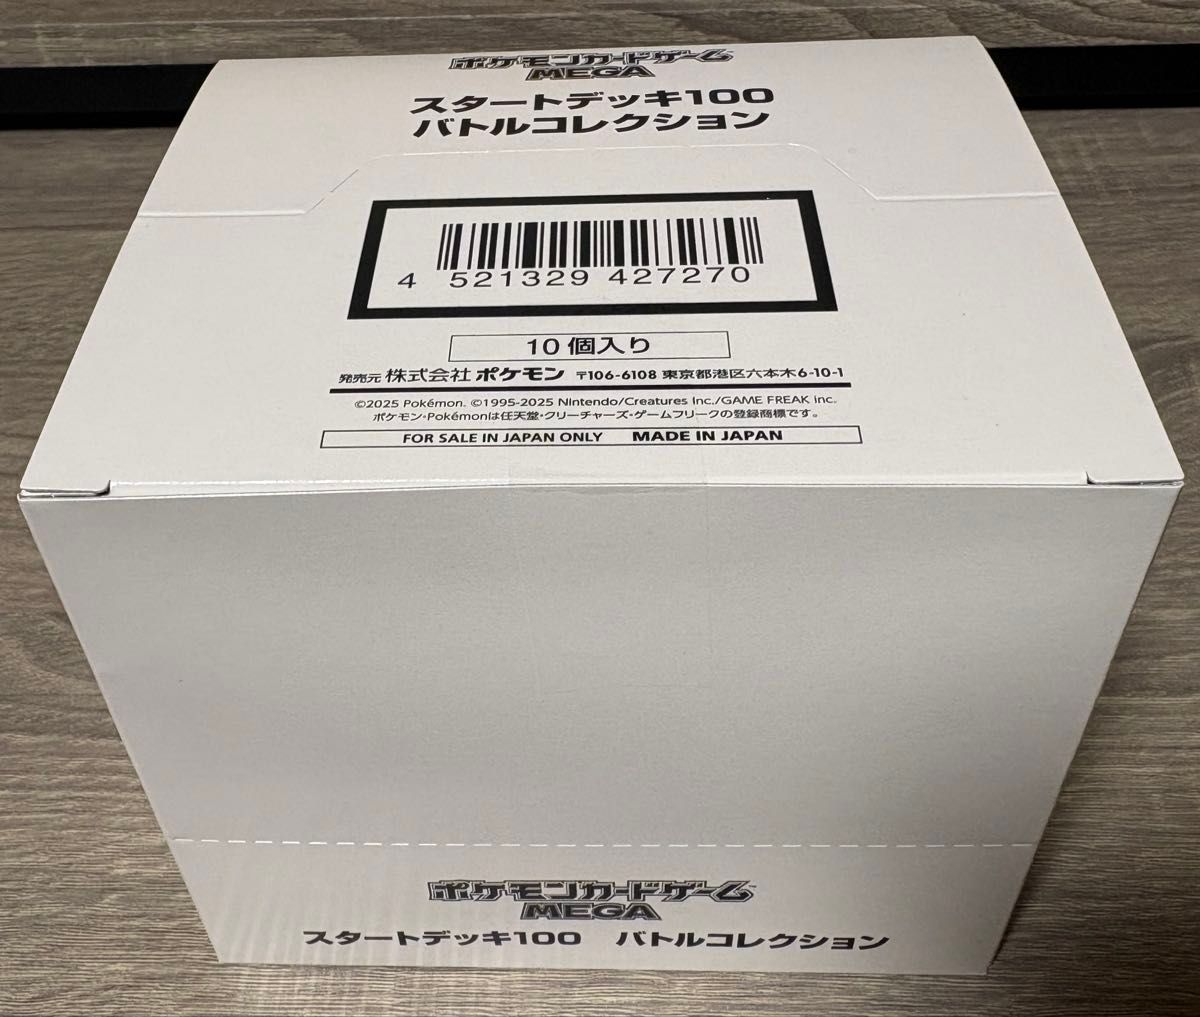 ポケモンカードゲーム
MEGA
スタートデッキ100
バトルコレクション
4 521329 427270
10個入り
発売元 株式会社 ポケモン 〒106-6108 東京都港区六本木6-10-1
©2025 Pokémon. ©1995-2025 Nintendo/Creatures Inc./GAME FREAK inc.
ポケモン・Pokémonは任天堂・クリーチャーズ・ゲームフリークの登録商標です。
FOR SALE IN JAPAN ONLY MADE IN JAPAN
ポケモンカードゲーム
MEGA
スタートデッキ100 バトルコレクション